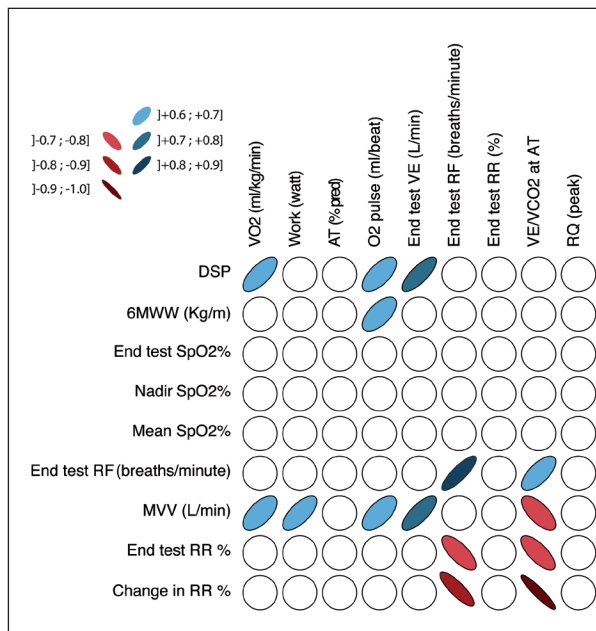 ]+0.6 ; +0.7]
]-0.7 ; -0.8]
]+0.7 ; +0.8]
]-0.8 ; -0.9]
]+0.8 ; +0.9]
]-0.9 ; -1.0]
VO2 (ml/kg/min)
Work (watt)
AT (%pred)
O2 pulse (ml/beat)
End test VE (L/min)
End test RF (breaths/minute)
End test RR (%)
VE/VCO2 at AT
RQ (peak)
DSP
6MWW (Kg/m)
End test SpO2%
Nadir SpO2%
Mean SpO2%
End test RF (breaths/minute)
MVV (L/min)
End test RR %
Change in RR %